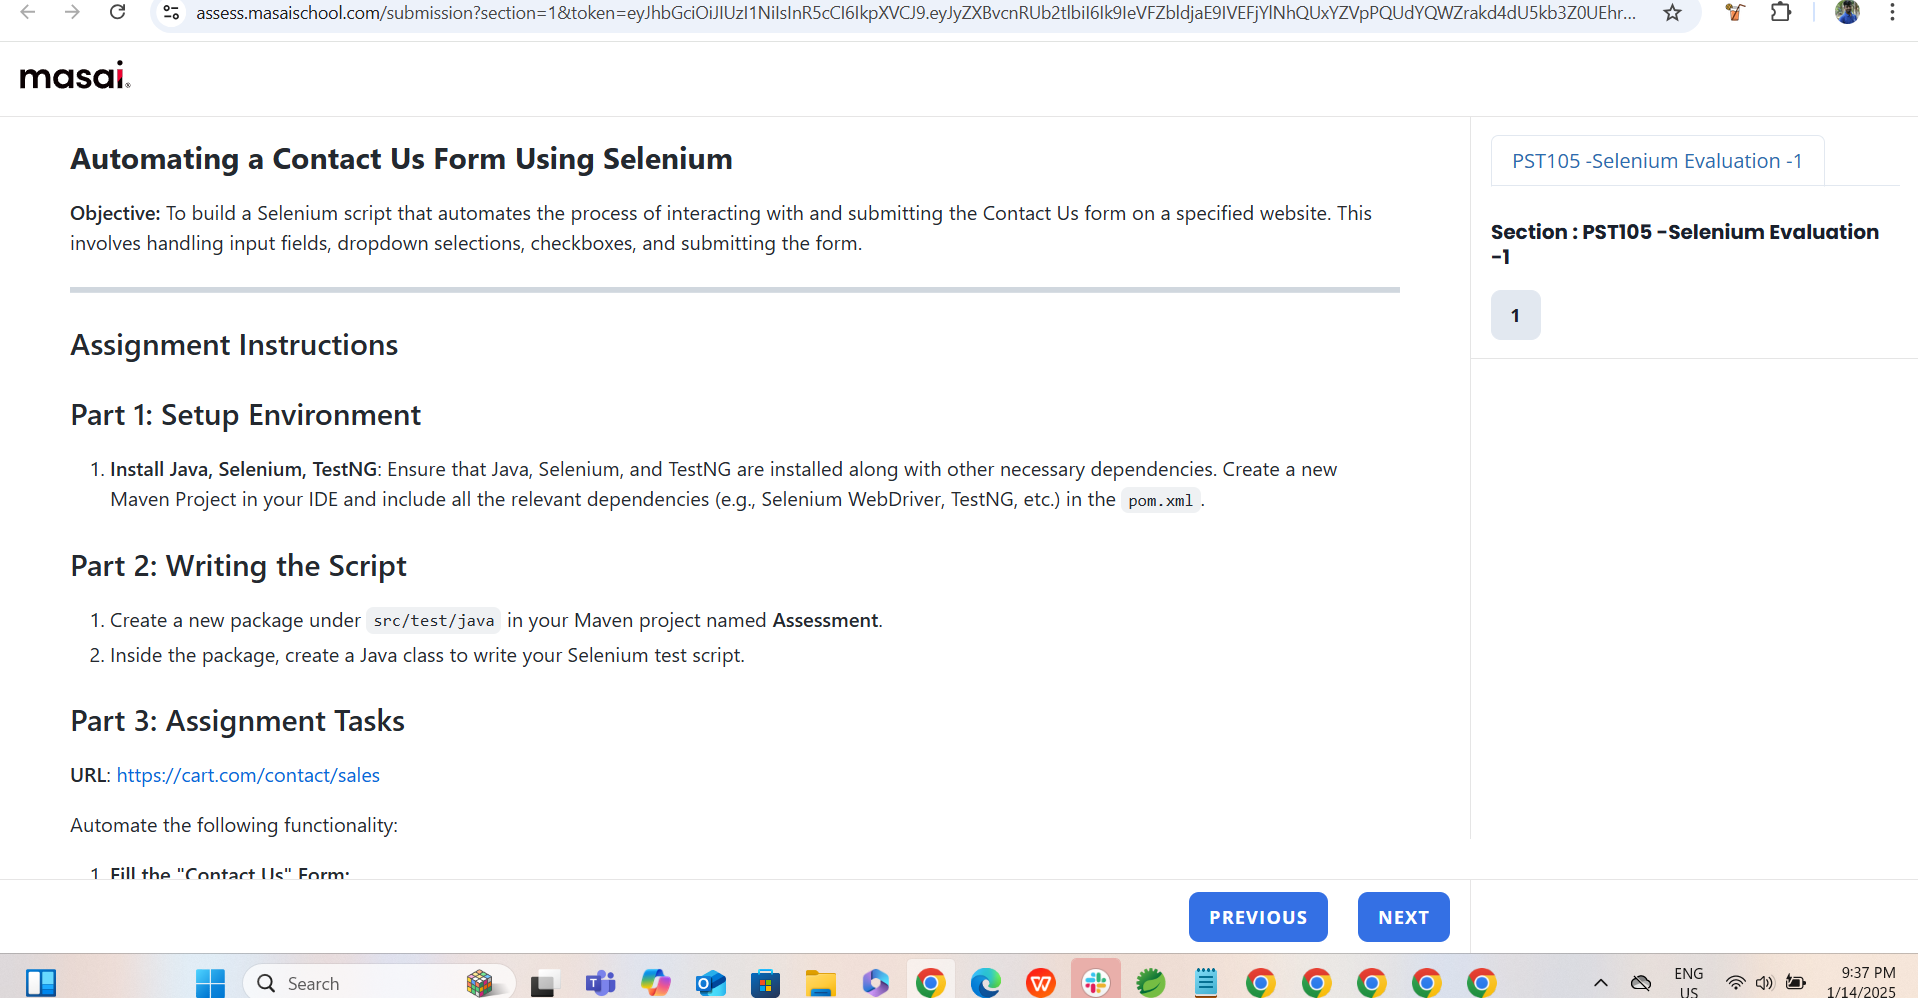 assess.masaischool.com/submission?section=1&token=eyJhbGciOiJIUzI1NiIsInR5cCI6IkpXVCJ9.eyJyZXBvcnRUb2tlbiI6Ik9IeVFZbldjaE9IVEFjYlNhQUxYZVpPQUdYQWZrakd4dU5kb3Z0UEhr...
masai.
Automating a Contact Us Form Using Selenium
Objective: To build a Selenium script that automates the process of interacting with and submitting the Contact Us form on a specified website. This
involves handling input fields, dropdown selections, checkboxes, and submitting the form.
Assignment Instructions
Part 1: Setup Environment
1. Install Java, Selenium, TestNG: Ensure that Java, Selenium, and TestNG are installed along with other necessary dependencies. Create a new
Maven Project in your IDE and include all the relevant dependencies (e.g., Selenium WebDriver, TestNG, etc.) in the pom.xml.
Part 2: Writing the Script
1. Create a new package under src/test/java in your Maven project named Assessment.
2. Inside the package, create a Java class to write your Selenium test script.
Part 3: Assignment Tasks
URL: https://cart.com/contact/sales
Automate the following functionality:
1. Fill the "Contact Us" Form:
PST105 -Selenium Evaluation -1
Section : PST105 -Selenium Evaluation
-1
1
PREVIOUS
NEXT
Search
ENG
US
9:37 PM
1/14/2025